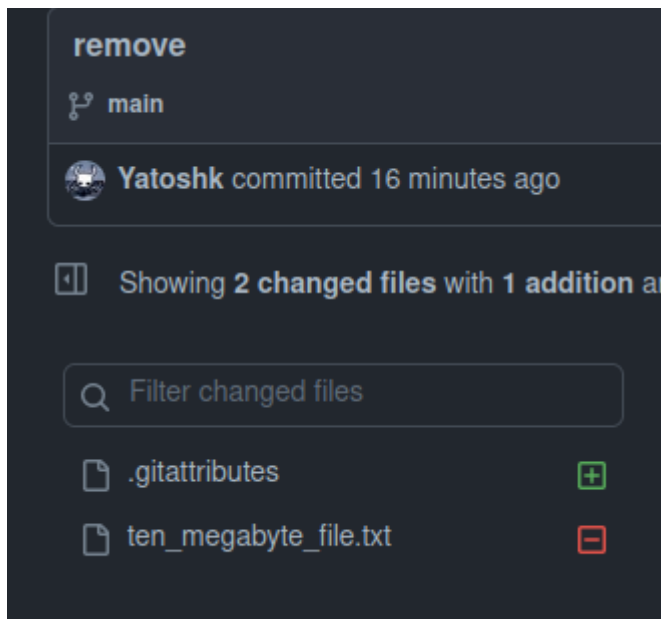 remove
main
Yatoshk committed 16 minutes ago
Showing 2 changed files with 1 addition
Filter changed files
.gitattributes
ten_megabyte_file.txt